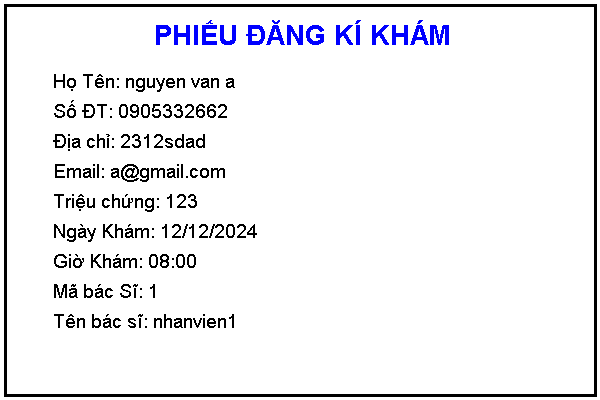 PHIẾU ĐĂNG KÍ KHÁM
Họ Tên: nguyen van a
Số ĐT: 0905332662
Địa chỉ: 2312sdad
Email: a@gmail.com
Triệu chứng: 123
Ngày Khám: 12/12/2024
Giờ Khám: 08:00
Mã bác Sĩ: 1
Tên bác sĩ: nhanvien1